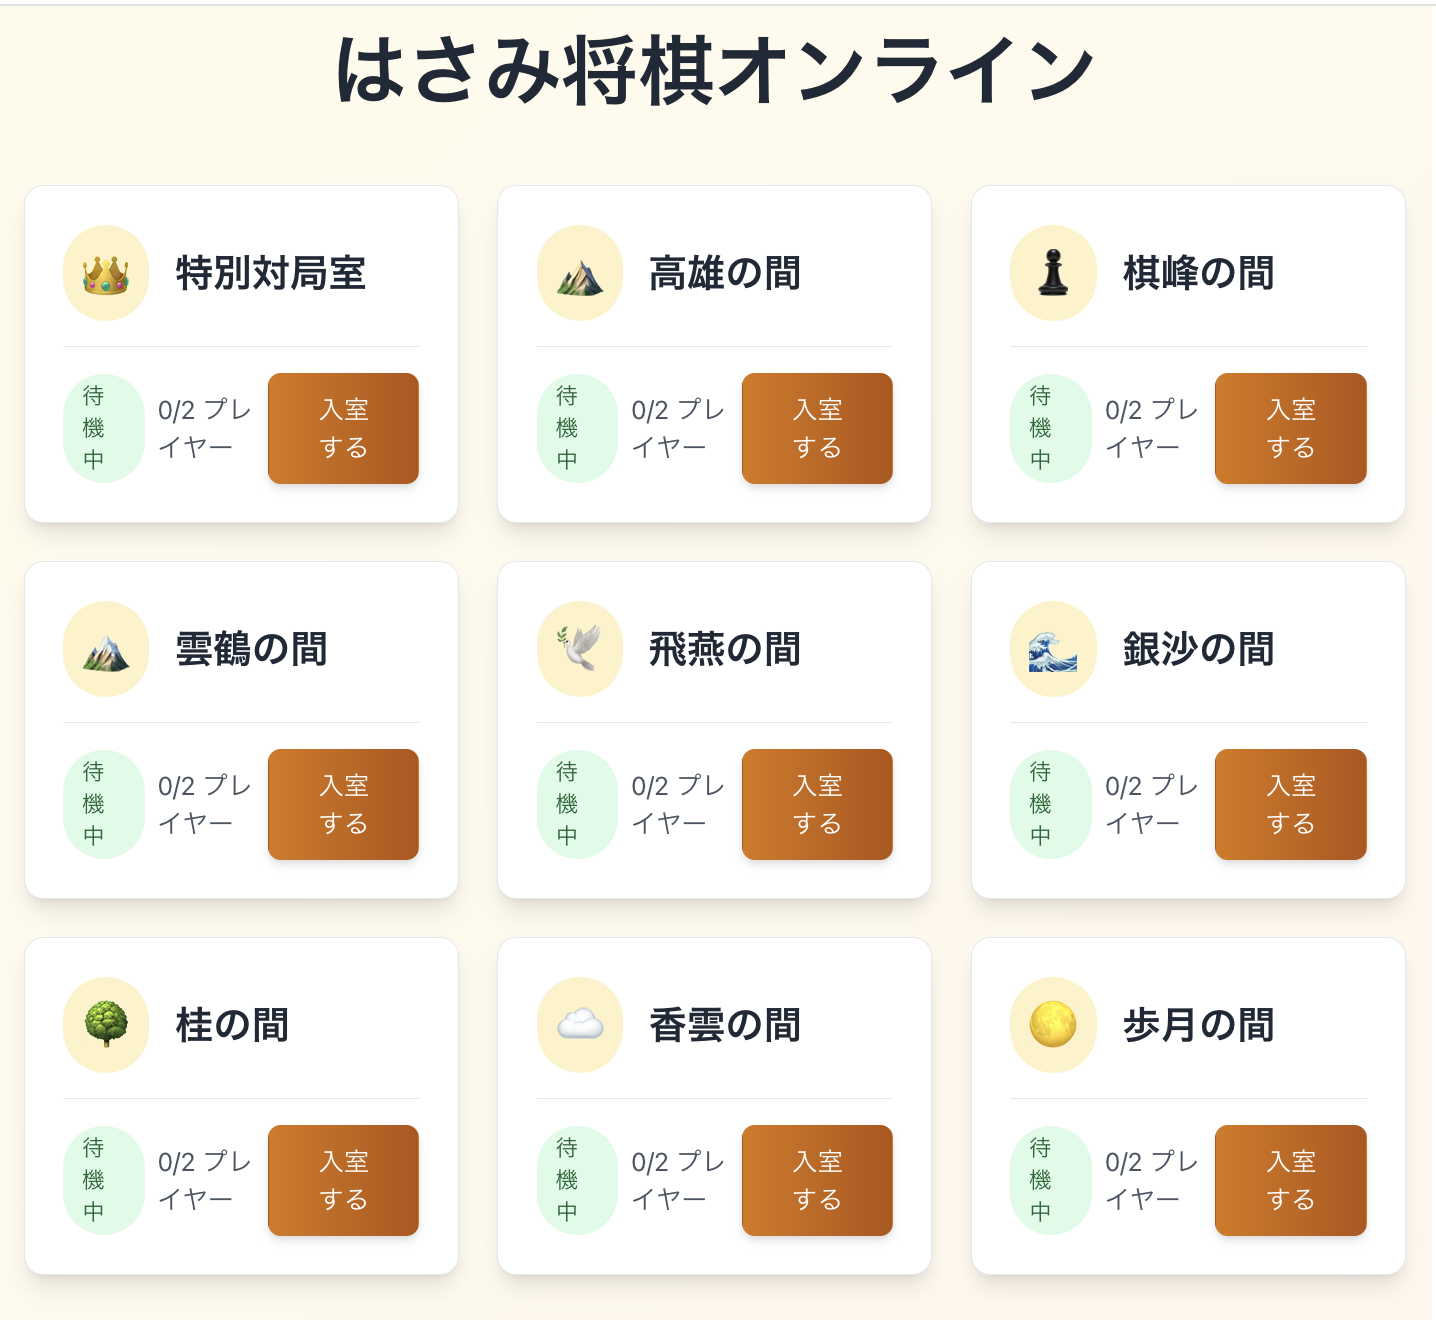 はさみ将棋オンライン
特別対局室
待
機
中
0/2 プレ
イヤー
入室
する
高雄の間
待
機
中
0/2 プレ
イヤー
入室
する
棋峰の間
待
機
中
0/2 プレ
イヤー
入室
する
雲鶴の間
待
機
中
0/2 プレ
イヤー
入室
する
飛燕の間
待
機
中
0/2 プレ
イヤー
入室
する
銀沙の間
待
機
中
0/2 プレ
イヤー
入室
する
桂の間
待
機
中
0/2 プレ
イヤー
入室
する
香雲の間
待
機
中
0/2 プレ
イヤー
入室
する
歩月の間
待
機
中
0/2 プレ
イヤー
入室
する